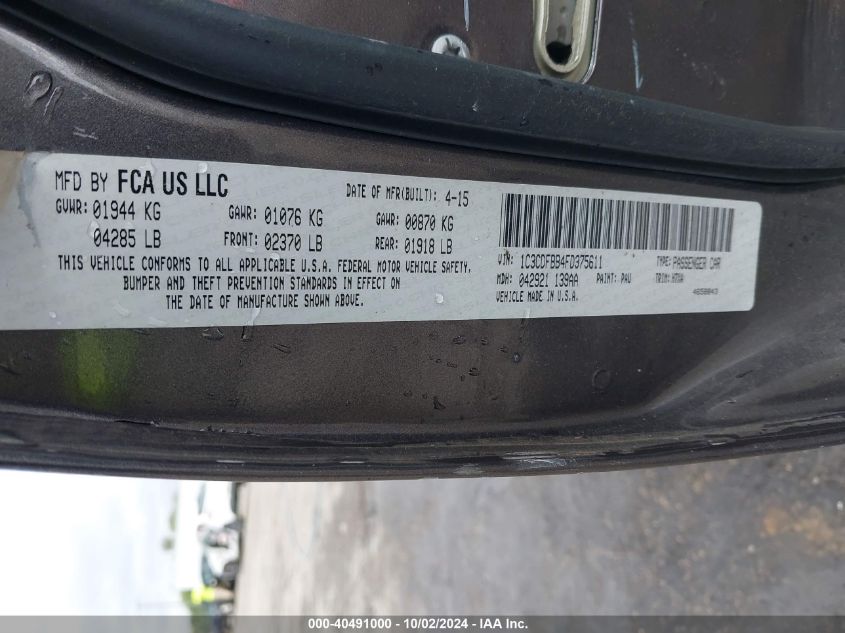 MFD BY FCA US LLC
DATE OF MFR(BUILT): 4-15
GVWR: 01944 KG GAWR: 01076 KG GAWR: 00870 KG
04285 LB FRONT: 02370 LB REAR: 01918 LB
THIS VEHICLE CONFORMS TO ALL APPLICABLE U.S.A. FEDERAL MOTOR VEHICLE SAFETY,
BUMPER AND THEFT PREVENTION STANDARDS IN EFFECT ON
THE DATE OF MANUFACTURE SHOWN ABOVE.
VIN: 1C3CDFBB4FD375611 TYPE: PASSENGER CAR
MDH: 042921 139AA PAINT: PAU TRIM:
VEHICLE MADE IN U.S.A.
000-40491000 - 10/02/2024 - IAA Inc.